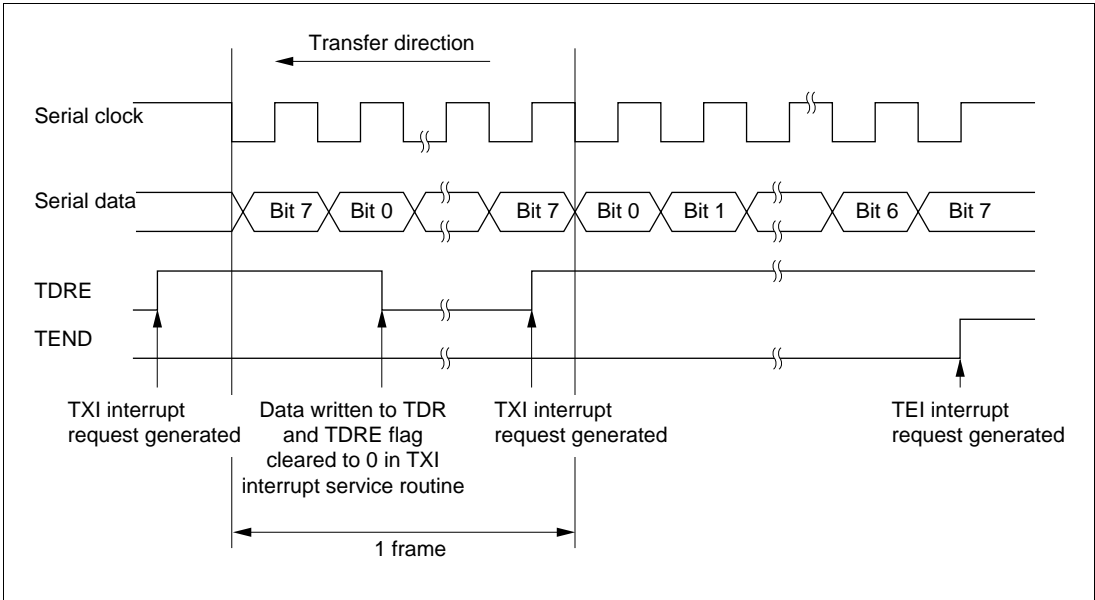 Transfer direction
Serial clock
Serial data
Bit 7 Bit 0 Bit 7 Bit 0 Bit 1 Bit 6 Bit 7
TDRE
TEND
TXI interrupt
request generated
Data written to TDR
and TDRE flag
cleared to 0 in TXI
interrupt service routine
TXI interrupt
request generated
TEI interrupt
request generated
1 frame